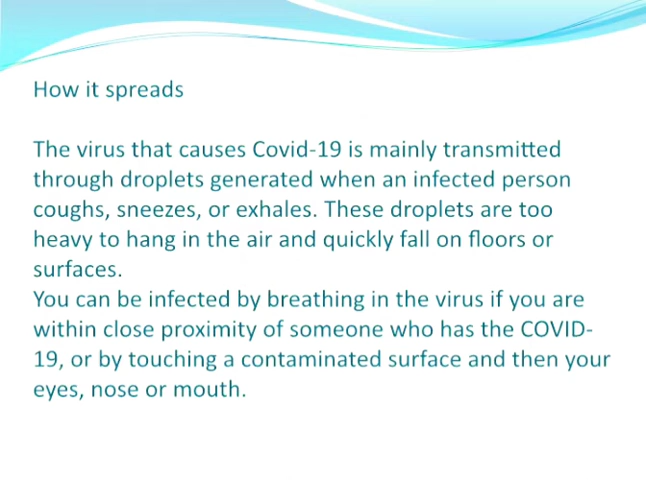 How it spreads
The virus that causes Covid-19 is mainly transmitted
through droplets generated when an infected person
coughs, sneezes, or exhales. These droplets are too
heavy to hang in the air and quickly fall on floors or
surfaces.
You can be infected by breathing in the virus if you are
within close proximity of someone who has the COVID-
19, or by touching a contaminated surface and then your
eyes, nose or mouth.